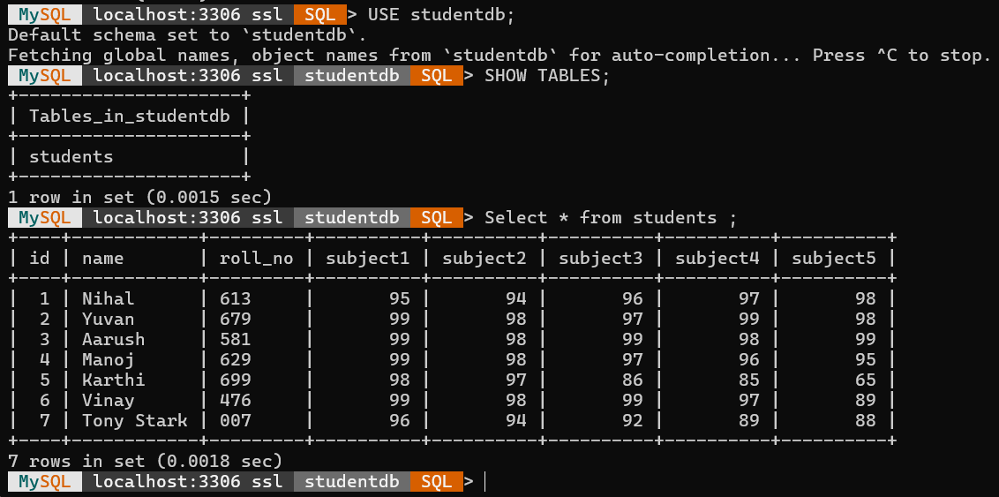 MySQL localhost:3306 ssl SQL > USE studentdb;
Default schema set to `studentdb`.
Fetching global names, object names from `studentdb` for auto-completion... Press ^C to stop.
MySQL localhost:3306 ssl studentdb SQL > SHOW TABLES;
+---------------------+
| Tables_in_studentdb |
+---------------------+
| students            |
+---------------------+
1 row in set (0.0015 sec)
MySQL localhost:3306 ssl studentdb SQL > Select * from students ;
+----+------------+---------+----------+----------+----------+----------+----------+
| id | name       | roll_no | subject1 | subject2 | subject3 | subject4 | subject5 |
+----+------------+---------+----------+----------+----------+----------+----------+
|  1 | Nihal      | 613     |       95 |       94 |       96 |       97 |       98 |
|  2 | Yuvan      | 679     |       99 |       98 |       97 |       99 |       98 |
|  3 | Aarush     | 581     |       99 |       98 |       99 |       98 |       99 |
|  4 | Manoj      | 629     |       99 |       98 |       97 |       96 |       95 |
|  5 | Karthi     | 699     |       98 |       97 |       86 |       85 |       65 |
|  6 | Vinay      | 476     |       99 |       98 |       99 |       97 |       89 |
|  7 | Tony Stark | 007     |       96 |       94 |       92 |       89 |       88 |
+----+------------+---------+----------+----------+----------+----------+----------+
7 rows in set (0.0018 sec)
MySQL localhost:3306 ssl studentdb SQL >